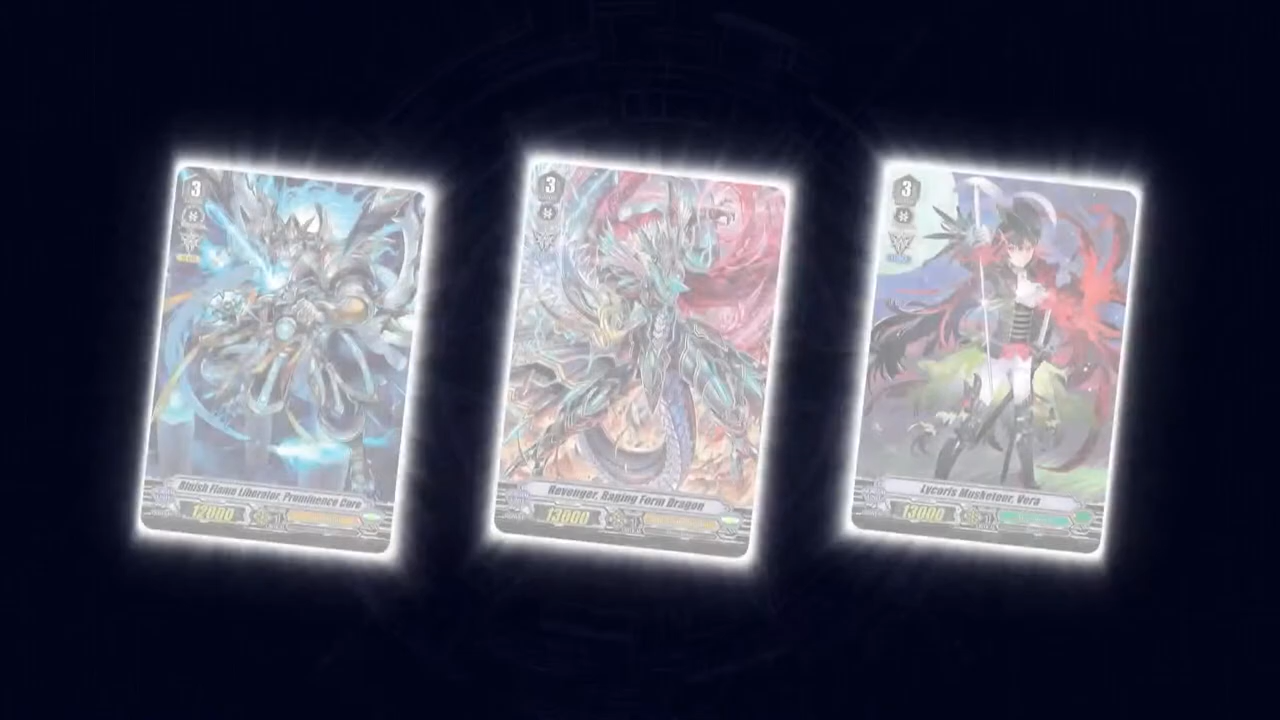 3
Bluish Flame Liberator, Prominence Core
12000
3
Revenger, Raging Form Dragon
13000
3
Lycoris Musketeer, Vera
13000